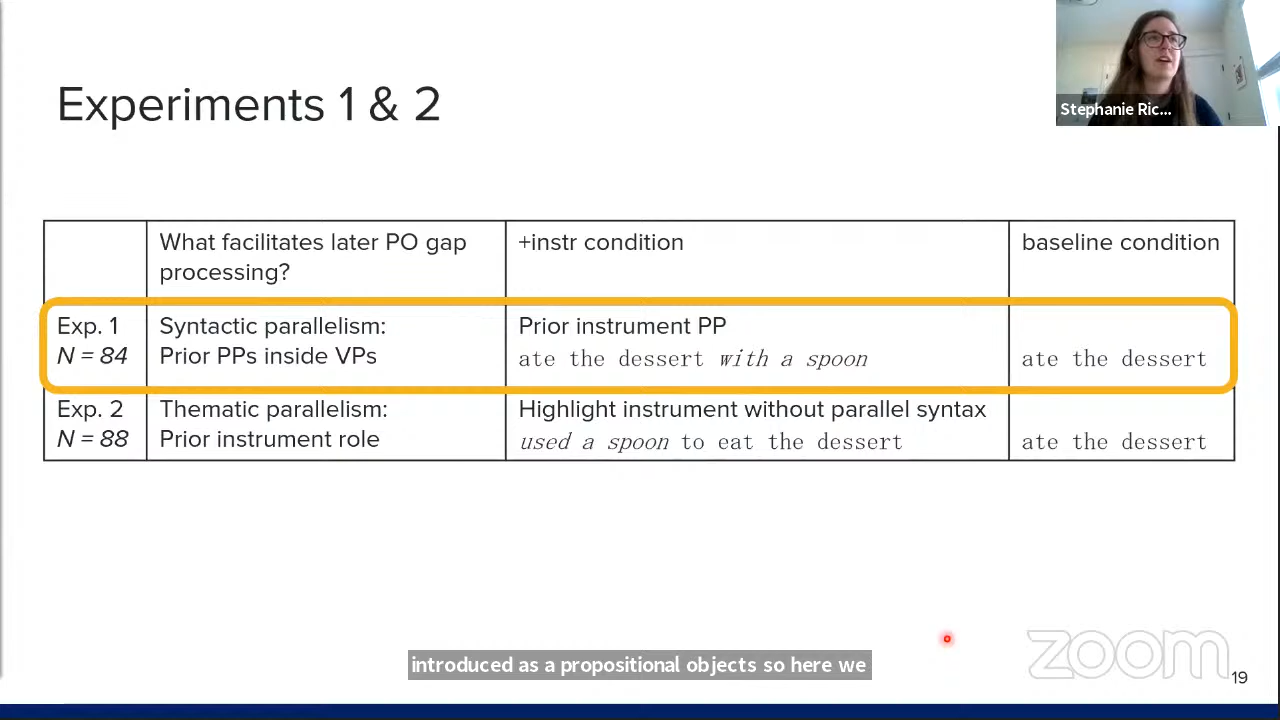 Stephanie Ric...
Experiments 1 & 2
What facilitates later PO gap
processing?
+instr condition
baseline condition
Exp. 1
N = 84
Syntactic parallelism:
Prior PPs inside VPs
Prior instrument PP
ate the dessert with a spoon
ate the dessert
Exp. 2
N = 88
Thematic parallelism:
Prior instrument role
Highlight instrument without parallel syntax
used a spoon to eat the dessert
ate the dessert
introduced as a propositional objects so here we
zoom
19